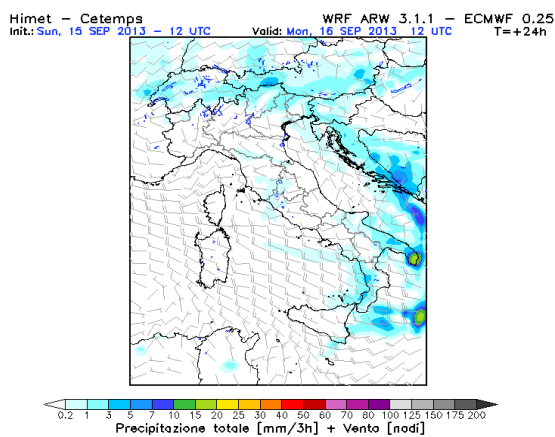 Himet – Cetemps WRF ARW 3.1.1 – ECMWF 0.25
Init.: Sun, 15 SEP 2013 – 12 UTC Valid: Mon, 16 SEP 2013 12 UTC T=+24h
0.2 1 3 5 7 10 15 20 25 30 40 50 60 70 80 100 125 150 175 200
Precipitazione totale [mm/3h] + Vento [nodi]